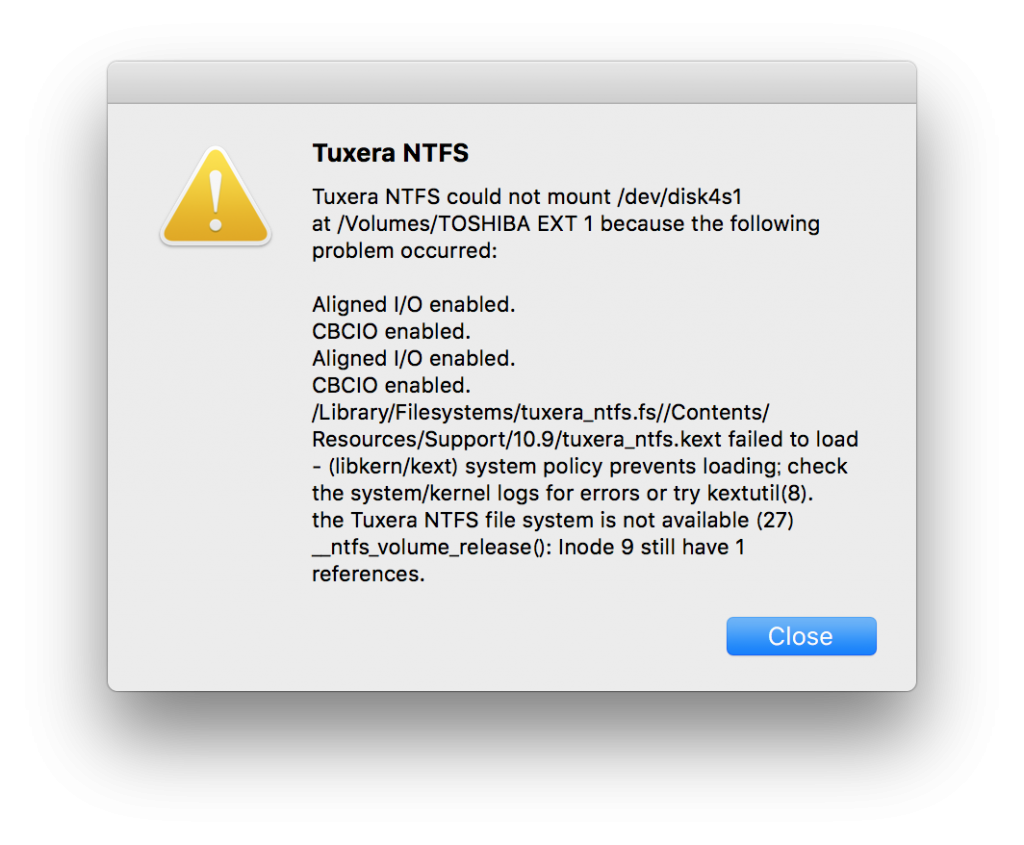 Tuxera NTFS
Tuxera NTFS could not mount /dev/disk4s1
at /Volumes/TOSHIBA EXT 1 because the following
problem occurred:
Aligned I/O enabled.
CBCIO enabled.
Aligned I/O enabled.
CBCIO enabled.
/Library/Filesystems/tuxera_ntfs.fs//Contents/
Resources/Support/10.9/tuxera_ntfs.kext failed to load
- (libkern/kext) system policy prevents loading; check
the system/kernel logs for errors or try kextutil(8).
the Tuxera NTFS file system is not available (27)
__ntfs_volume_release(): Inode 9 still have 1
references.
Close